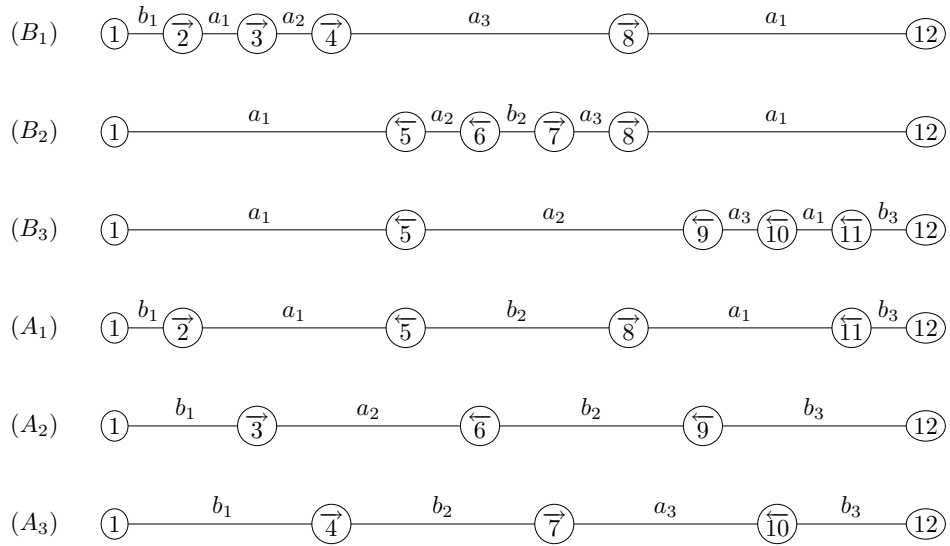 (B₁) 1 b₁ →2 a₁ →3 a₂ →4 a₃ →8 a₁ 12
(B₂) 1 a₁ ←5 a₂ ←6 b₂ →7 a₃ →8 a₁ 12
(B₃) 1 a₁ ←5 a₂ ←9 a₃ ←10 a₁ ←11 b₃ 12
(A₁) 1 b₁ →2 a₁ ←5 b₂ →8 a₁ ←11 b₃ 12
(A₂) 1 b₁ →3 a₂ ←6 b₂ ←9 b₃ 12
(A₃) 1 b₁ →4 b₂ →7 a₃ ←10 b₃ 12